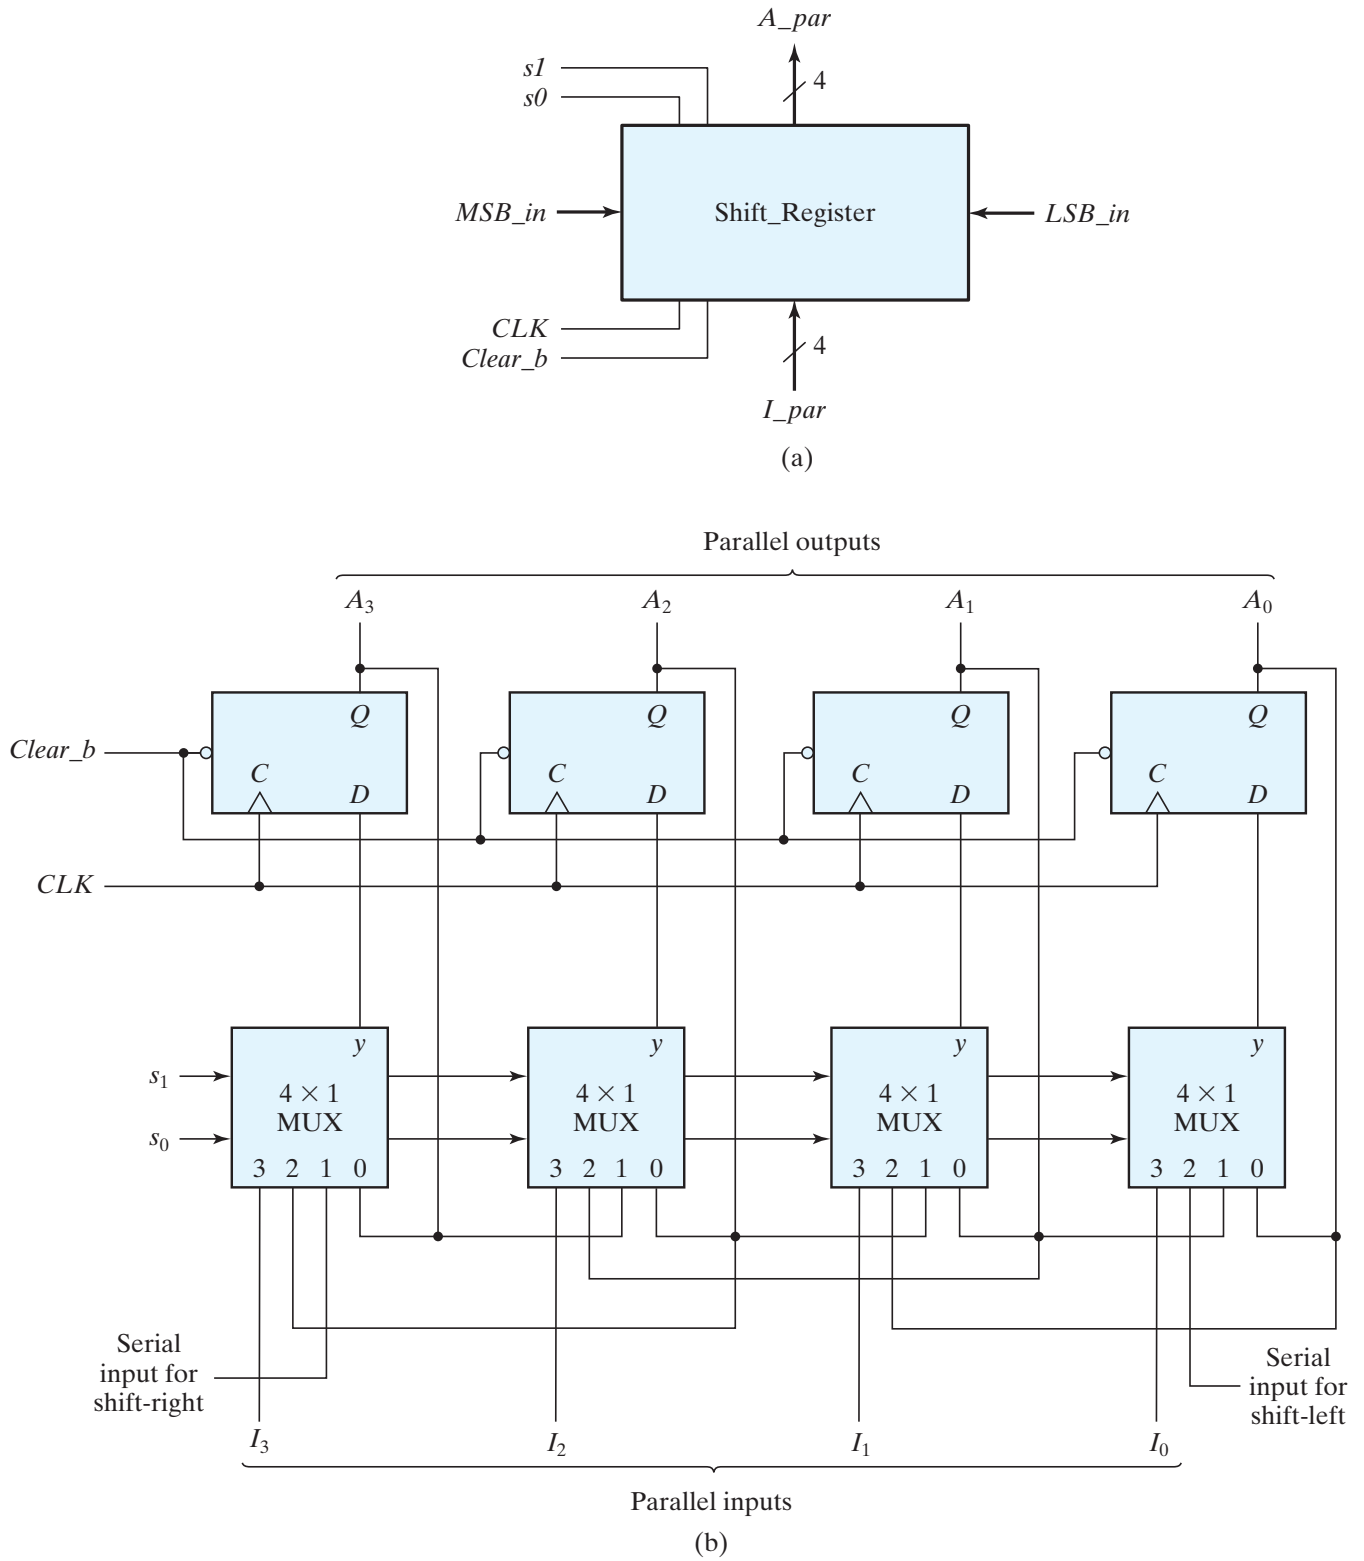 A_par
s1
4
s0
MSB_in
Shift_Register
LSB_in
CLK
4
Clear_b
I_par
(a)
Parallel outputs
A3 A2 A1 A0
Q Q Q Q
Clear_b
C C C C
D D D D
CLK
y y y y
s1
4 × 1 4 × 1 4 × 1 4 × 1
MUX MUX MUX MUX
s0
3 2 1 0 3 2 1 0 3 2 1 0 3 2 1 0
Serial
input for
shift-right
Serial
input for
shift-left
I3 I2 I1 I0
Parallel inputs
(b)